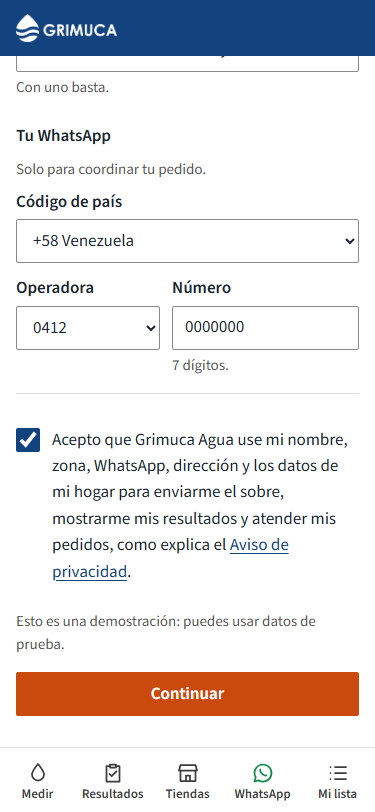 GRIMUCA
Con uno basta.
Tu WhatsApp
Solo para coordinar tu pedido.
Código de país
+58 Venezuela
Operadora
Número
0412
0000000
7 dígitos.
Acepto que Grimuca Agua use mi nombre,
zona, WhatsApp, dirección y los datos de
mi hogar para enviarme el sobre,
mostrarme mis resultados y atender mis
pedidos, como explica el Aviso de
privacidad.
Esto es una demostración: puedes usar datos de
prueba.
Continuar
Medir
Resultados
Tiendas
WhatsApp
Mi lista